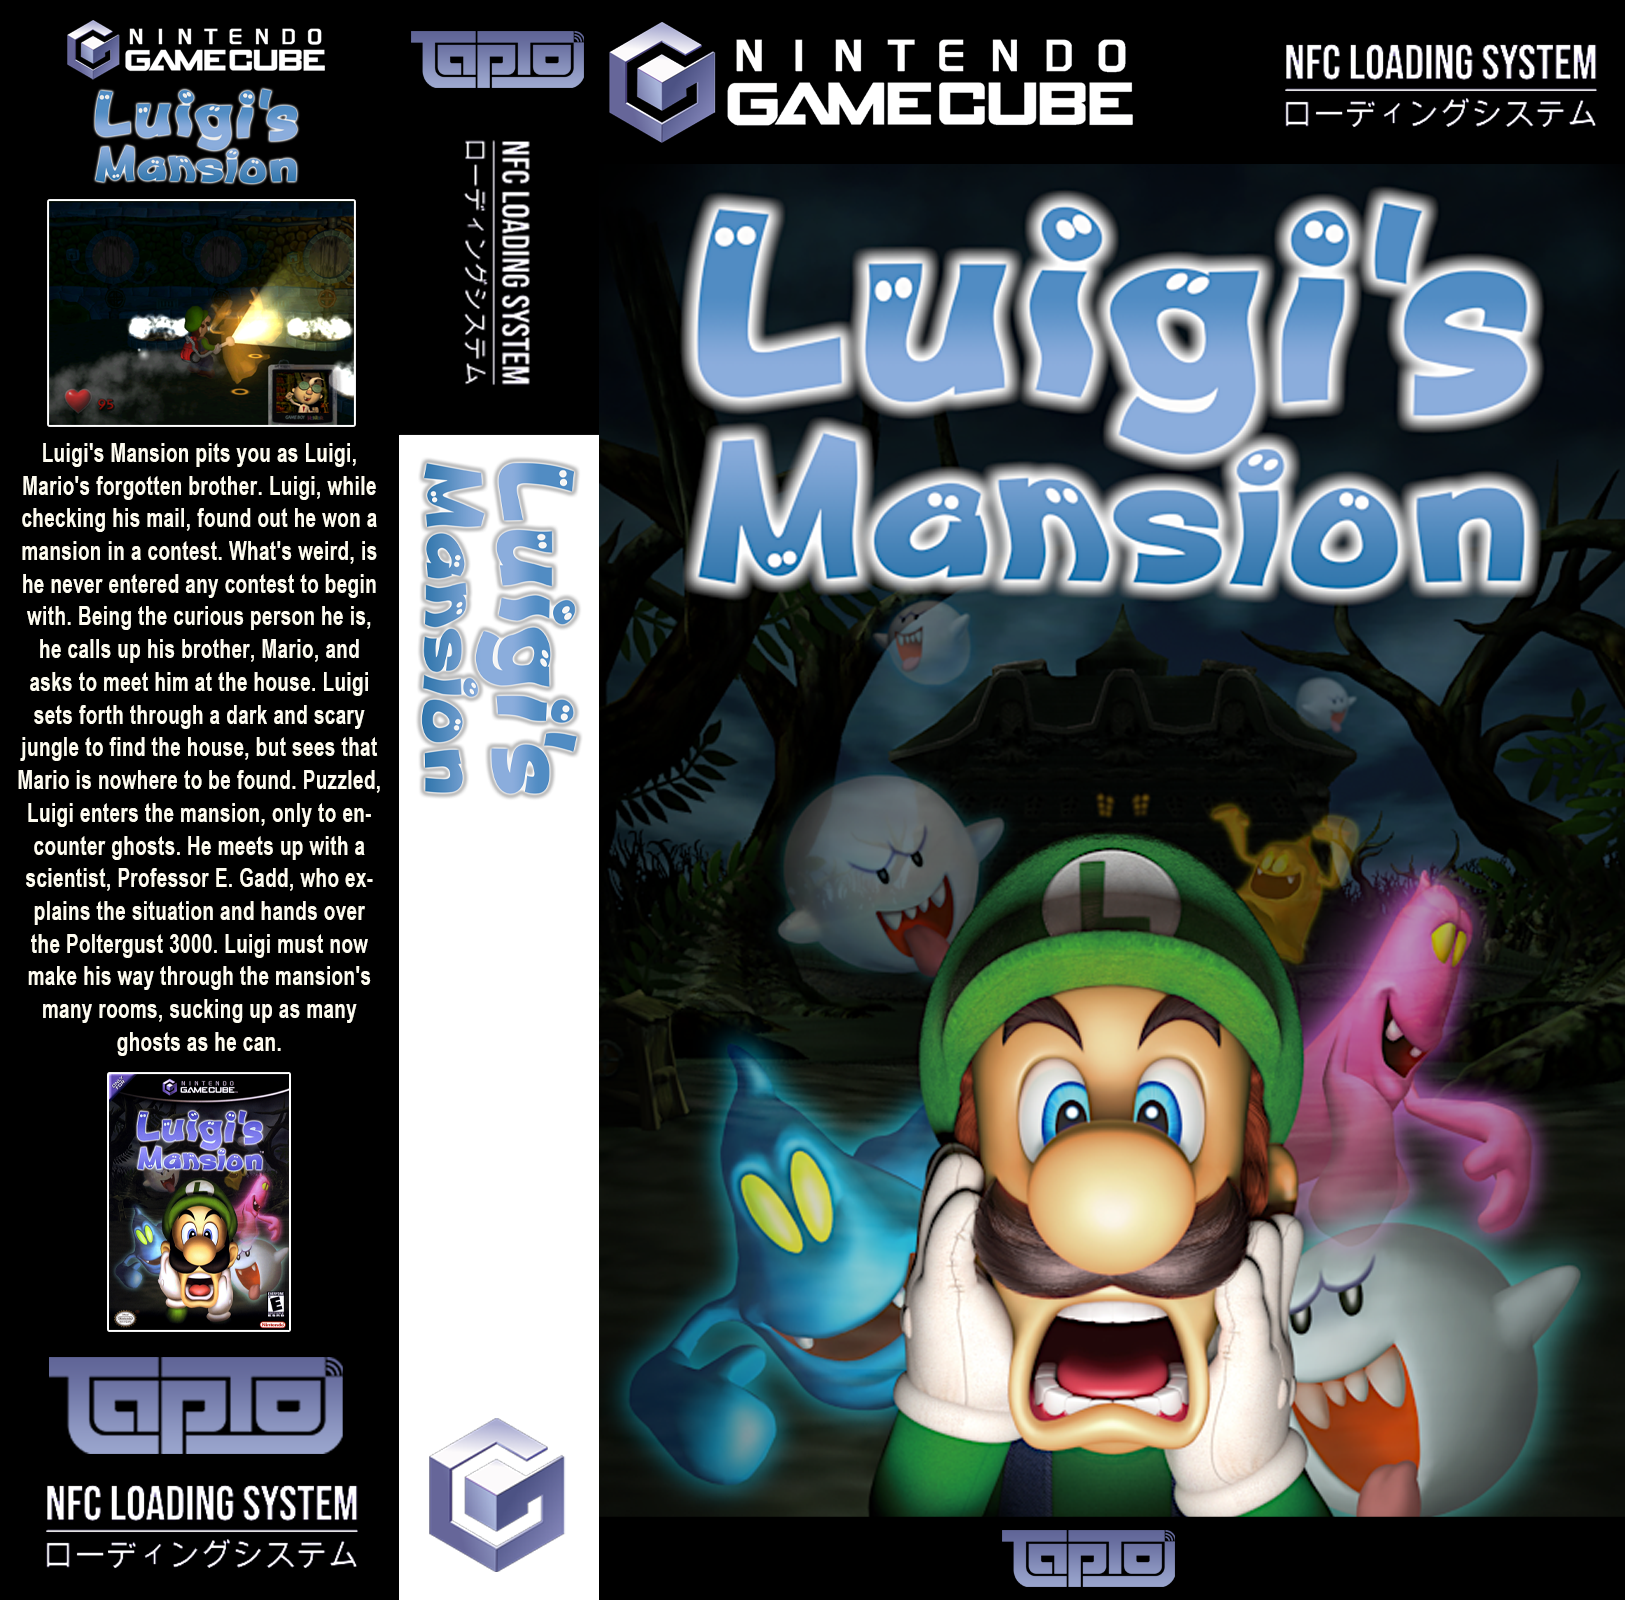 NINTENDO
GAMECUBE
Luigi's
Mansion
95
Luigi's Mansion pits you as Luigi,
Mario's forgotten brother. Luigi, while
checking his mail, found out he won a
mansion in a contest. What's weird, is
he never entered any contest to begin
with. Being the curious person he is,
he calls up his brother, Mario, and
asks to meet him at the house. Luigi
sets forth through a dark and scary
jungle to find the house, but sees that
Mario is nowhere to be found. Puzzled,
Luigi enters the mansion, only to en-
counter ghosts. He meets up with a
scientist, Professor E. Gadd, who ex-
plains the situation and hands over
the Poltergust 3000. Luigi must now
make his way through the mansion's
many rooms, sucking up as many
ghosts as he can.
NINTENDO
GAMECUBE
Luigi's
Mansion
L
E
Nintendo
TapTo
NFC LOADING SYSTEM
ローディングシステム
TapTo
NFC LOADING SYSTEM
ローディングシステム
Luigi's
Mansion
NINTENDO
GAMECUBE
NFC LOADING SYSTEM
ローディングシステム
Luigi's
Mansion
L
TapTo